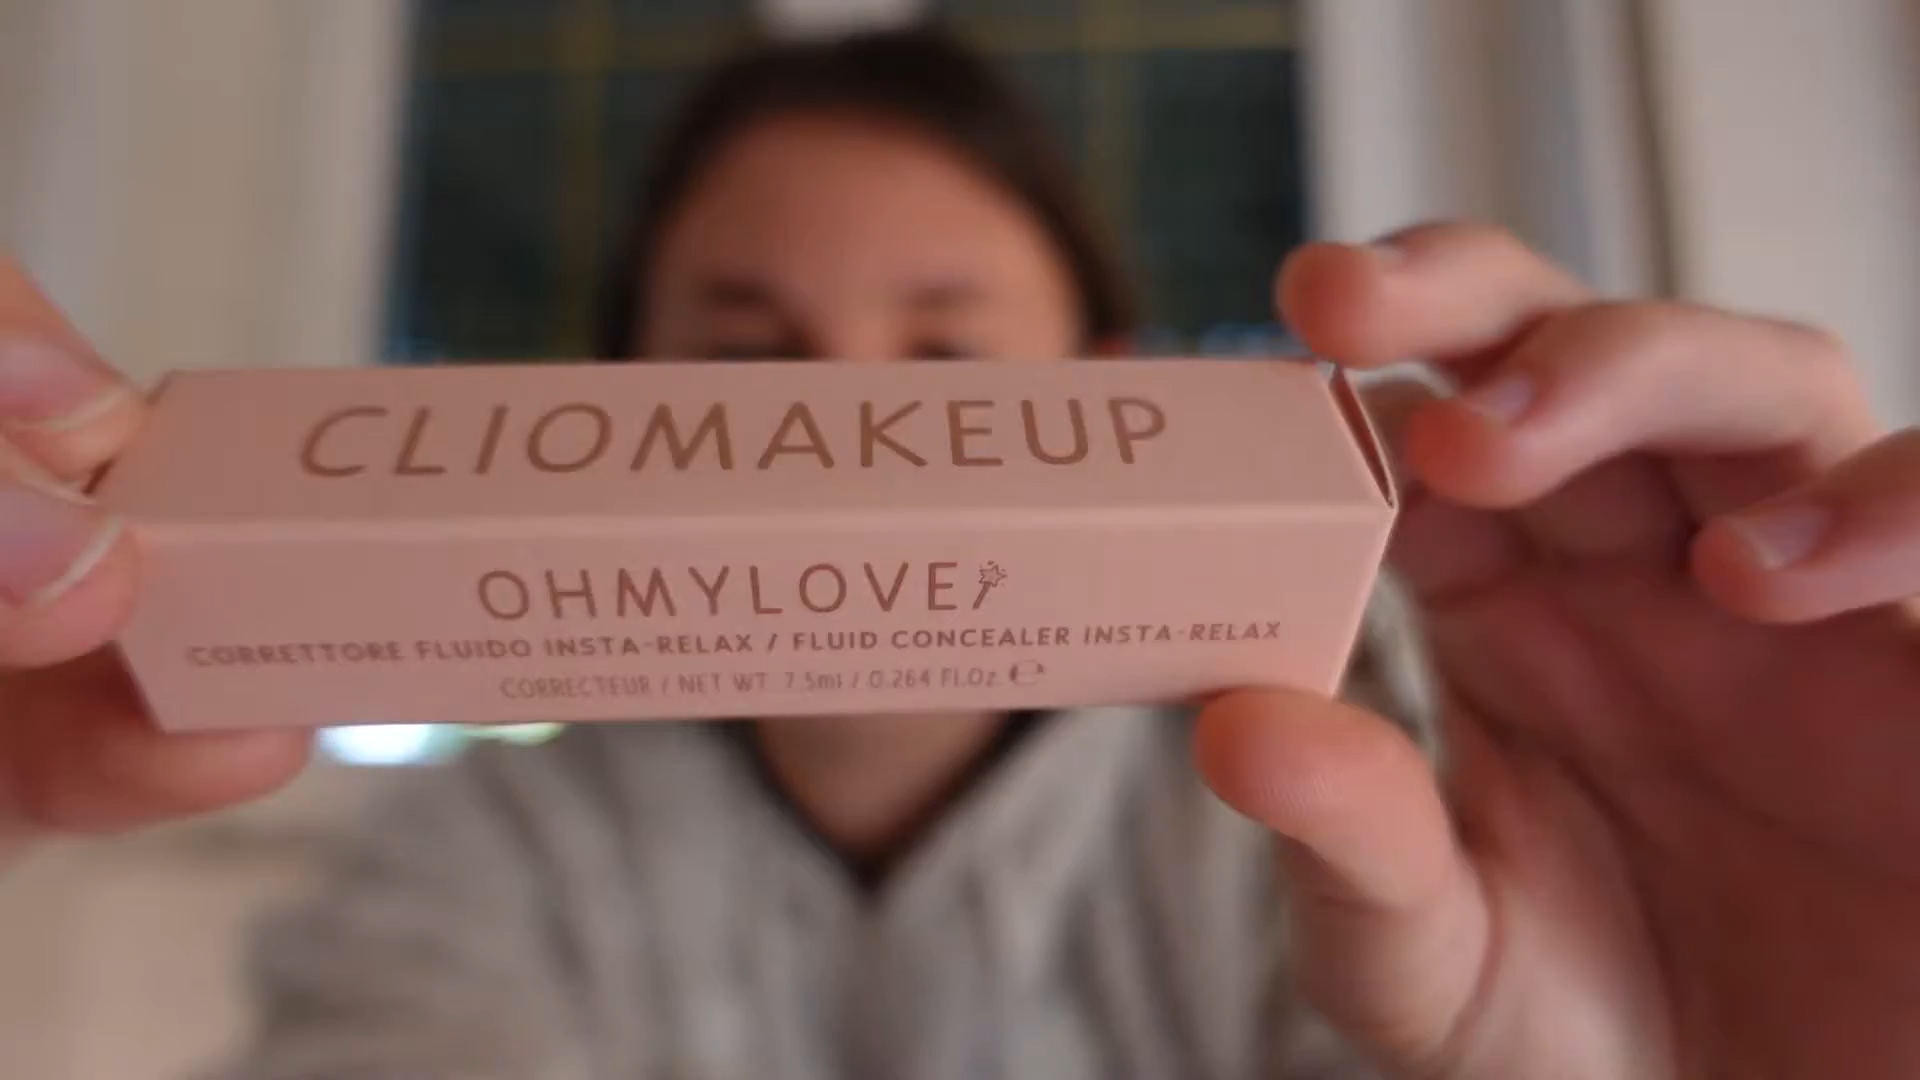 CLIOMAKEUP
OHMYLOVE
CORRETTORE FLUIDO INSTA-RELAX / FLUID CONCEALER INSTA-RELAX
CORRECTEUR / NET WT. 7.5ml / 0.264 Fl.Oz. ℮